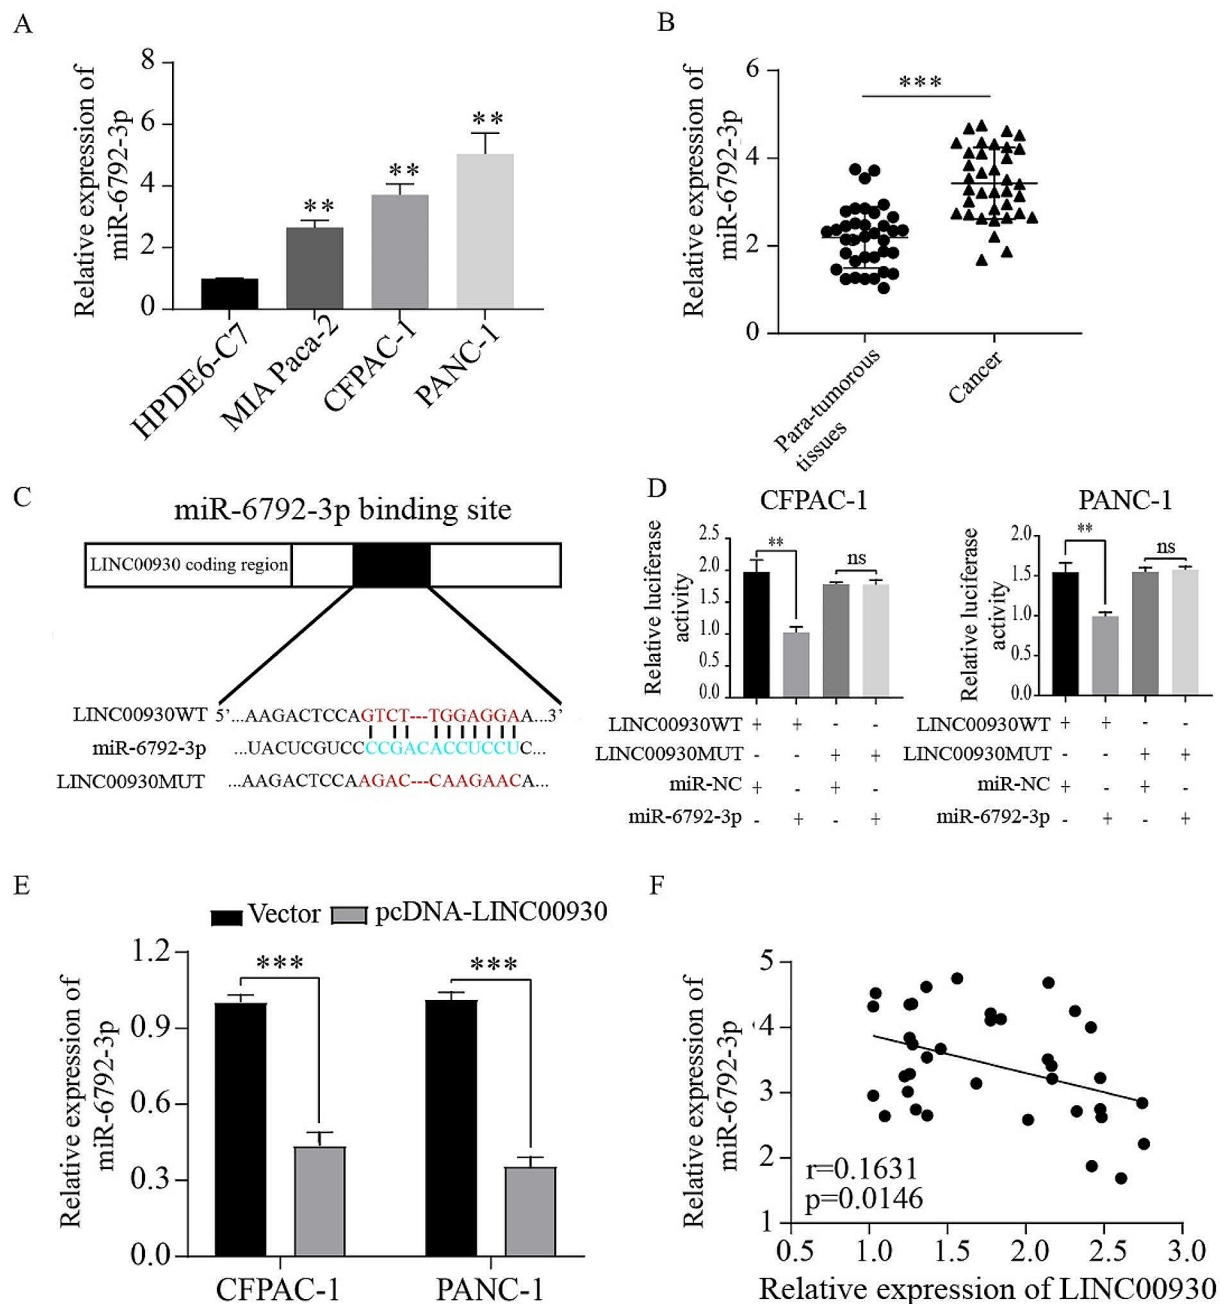 A
Relative expression of
miR-6792-3p
8
6
4
2
0
**
**
**
HPDE6-C7
MIA Paca-2
CFPAC-1
PANC-1
B
Relative expression of
miR-6792-3p
6
4
2
0
***
Para-tumorous
tissues
Cancer
C
miR-6792-3p binding site
LINC00930 coding region
LINC00930WT 5’...AAGACTCCAGTCT---TGGAGGAA...3’
miR-6792-3p ...UACUCGUCCCCGACACCUCCUC...
LINC00930MUT ...AAGACTCCAAGAC---CAAGAACA...
D
CFPAC-1
Relative luciferase
activity
2.5
2.0
1.5
1.0
0.5
0.0
**
ns
LINC00930WT + + - -
LINC00930MUT - - + +
miR-NC + - + -
miR-6792-3p - + - +
PANC-1
Relative luciferase
activity
2.0
1.5
1.0
0.5
0.0
**
ns
LINC00930WT + + - -
LINC00930MUT - - + +
miR-NC + - + -
miR-6792-3p - + - +
E
Vector pcDNA-LINC00930
Relative expression of
miR-6792-3p
1.2
0.9
0.6
0.3
0.0
***
***
CFPAC-1 PANC-1
F
Relative expression of
miR-6792-3p
5
4
3
2
1
r=0.1631
p=0.0146
0.5 1.0 1.5 2.0 2.5 3.0
Relative expression of LINC00930